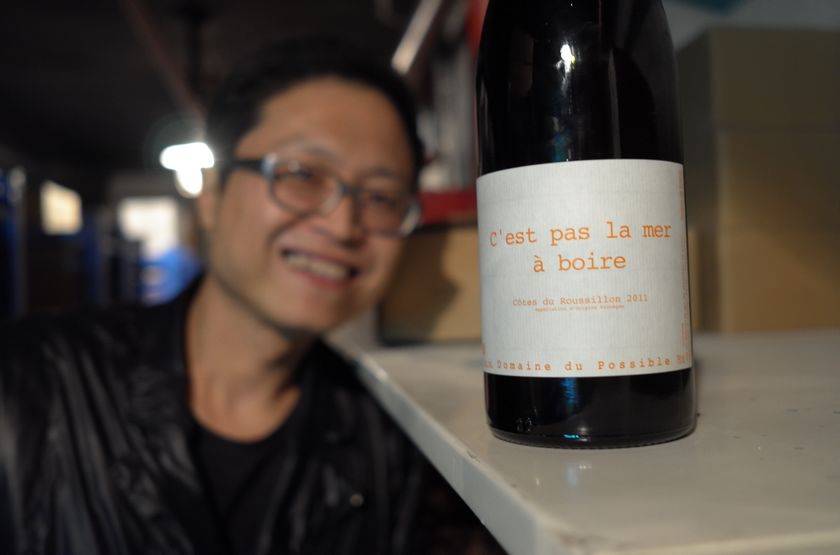 C'est pas la mer
à boire
Côtes du Roussillon 2011
Domaine du Possible